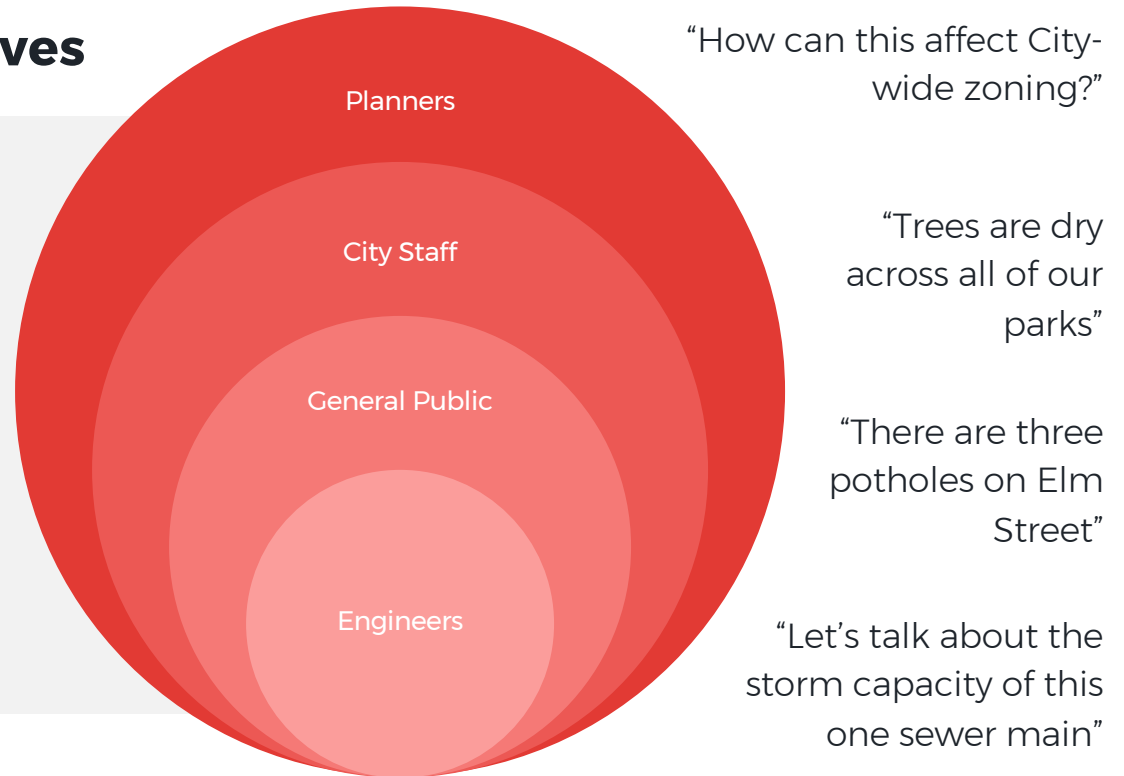 ves
Planners
City Staff
General Public
Engineers
“How can this affect City-
wide zoning?”
“Trees are dry
across all of our
parks”
“There are three
potholes on Elm
Street”
“Let’s talk about the
storm capacity of this
one sewer main”